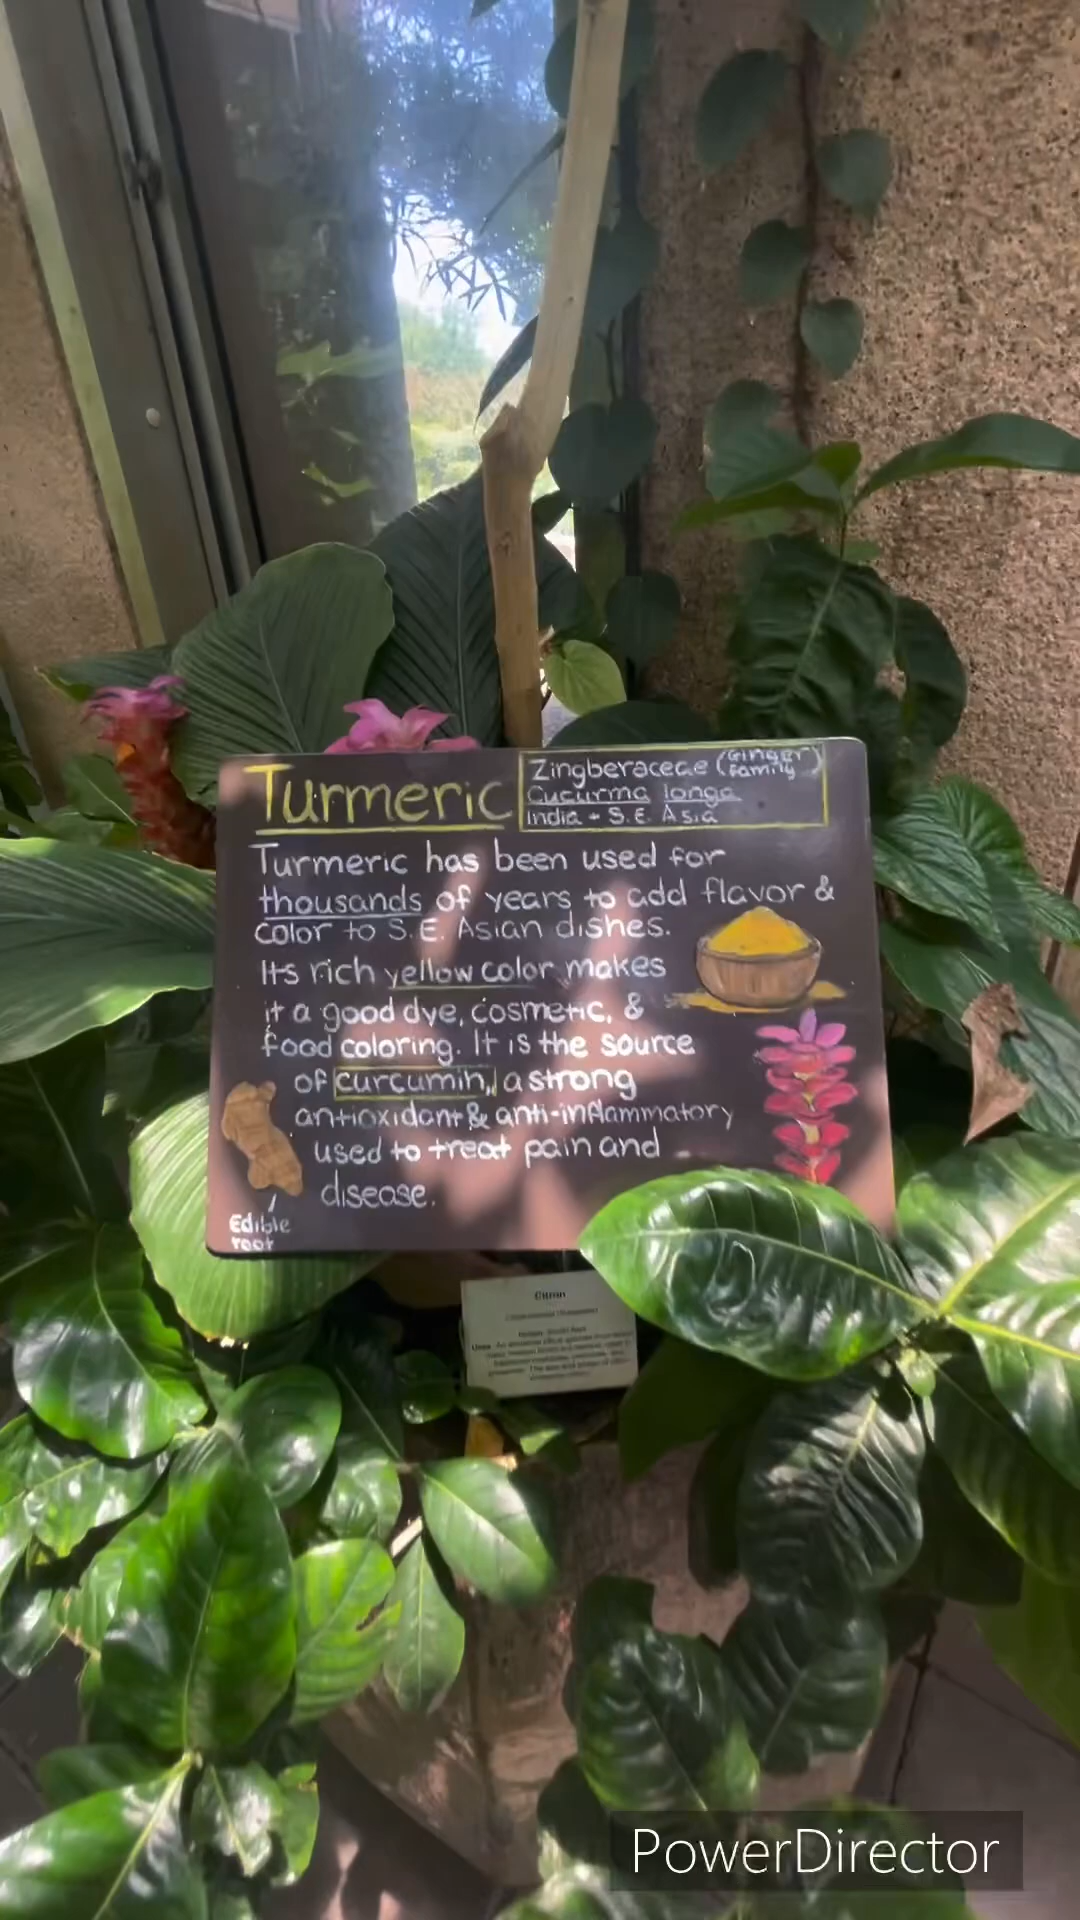 Turmeric
Zingberaceae (Ginger Family)
Cucurma longa
India - S.E. Asia
Turmeric has been used for
thousands of years to add flavor &
color to S.E. Asian dishes.
Its rich yellow color makes
it a good dye, cosmetic, &
food coloring. It is the source
of curcumin, a strong
antioxidant & anti-inflammatory
used to treat pain and
disease.
Edible
root
Citron
PowerDirector